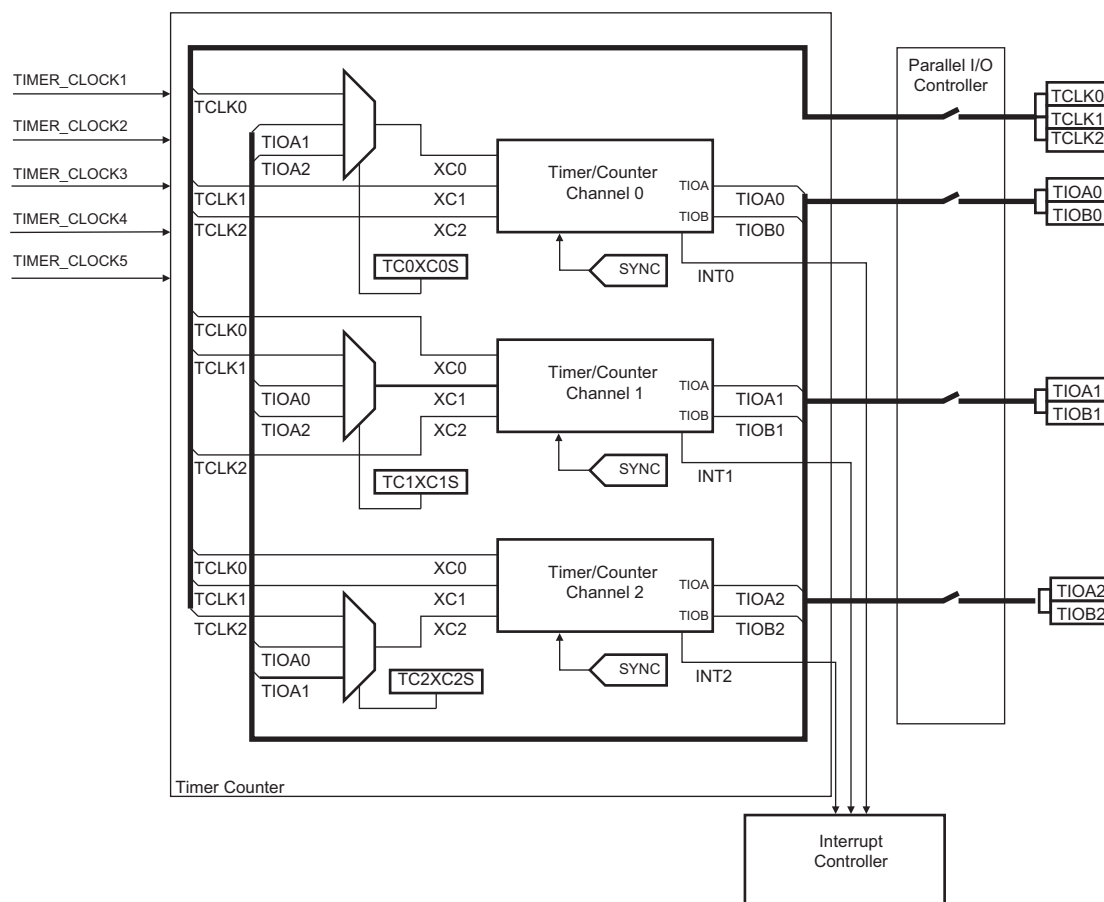 TIMER_CLOCK1
TIMER_CLOCK2
TIMER_CLOCK3
TIMER_CLOCK4
TIMER_CLOCK5
TCLK0
TIOA1
TIOA2
TCLK1
TCLK2
XC0
XC1
XC2
Timer/Counter
Channel 0
TIOA
TIOB
TIOA0
TIOB0
TC0XC0S
SYNC
INT0
TCLK0
TCLK1
TIOA0
TIOA2
TCLK2
XC0
XC1
XC2
Timer/Counter
Channel 1
TIOA
TIOB
TIOA1
TIOB1
TC1XC1S
SYNC
INT1
TCLK0
TCLK1
TCLK2
TIOA0
TIOA1
XC0
XC1
XC2
Timer/Counter
Channel 2
TIOA
TIOB
TIOA2
TIOB2
TC2XC2S
SYNC
INT2
Timer Counter
Parallel I/O
Controller
TCLK0
TCLK1
TCLK2
TIOA0
TIOB0
TIOA1
TIOB1
TIOA2
TIOB2
Interrupt
Controller